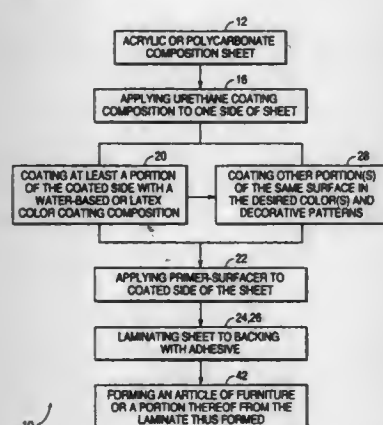 12
ACRYLIC OR POLYCARBONATE
COMPOSITION SHEET
16
APPLYING URETHANE COATING
COMPOSITION TO ONE SIDE OF SHEET
20
COATING AT LEAST A PORTION
OF THE COATED SIDE WITH A
WATER-BASED OR LATEX
COLOR COATING COMPOSITION
28
COATING OTHER PORTION(S)
OF THE SAME SURFACE IN
THE DESIRED COLOR(S) AND
DECORATIVE PATTERNS
22
APPLYING PRIMER-SURFACER TO
COATED SIDE OF THE SHEET
24,26
LAMINATING SHEET TO BACKING
WITH ADHESIVE
42
FORMING AN ARTICLE OF FURNITURE
OR A PORTION THEREOF FROM THE
LAMINATE THUS FORMED
10